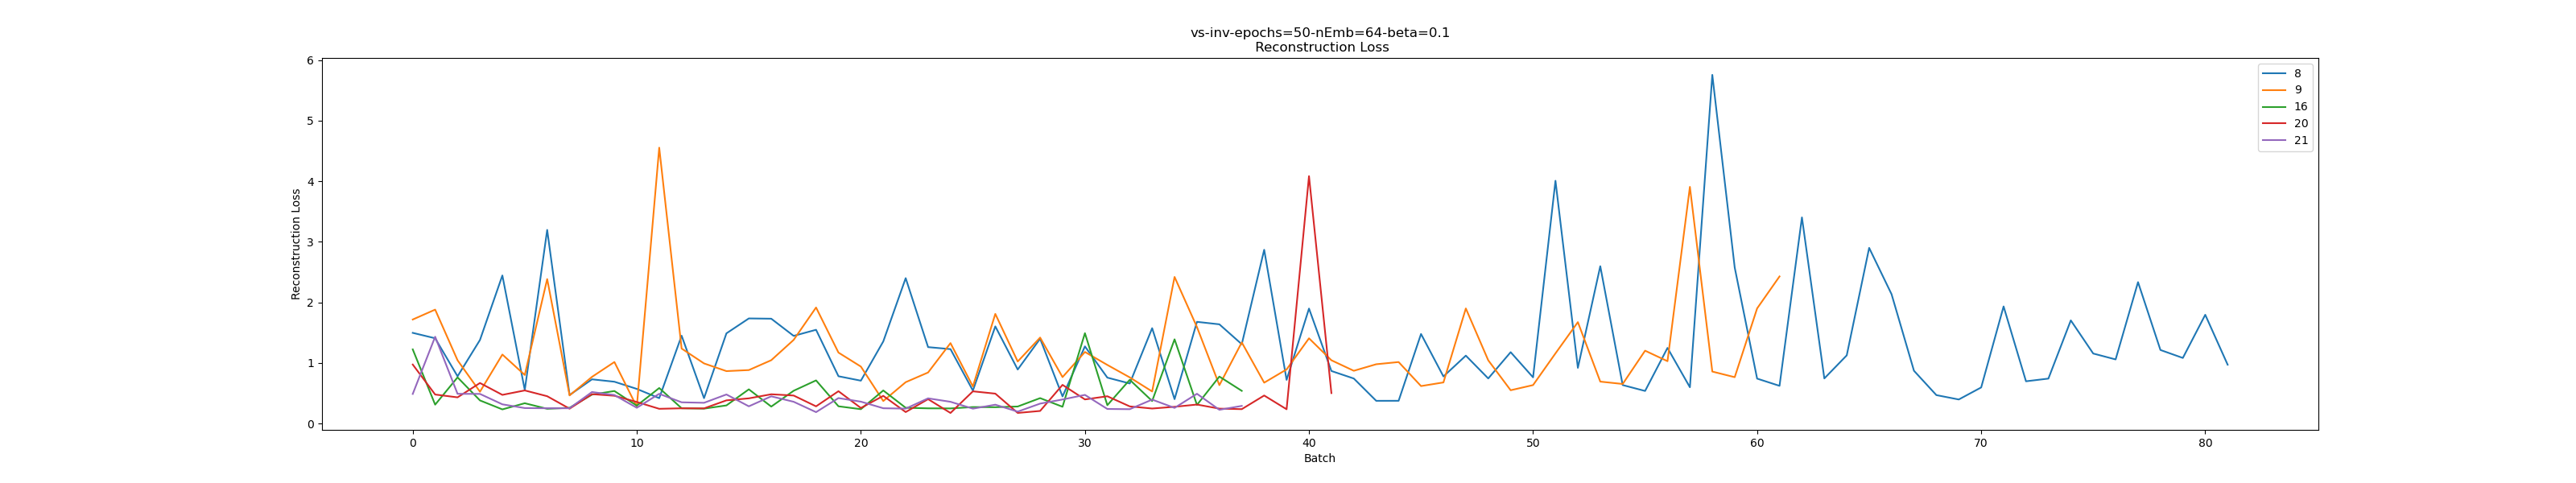 vs-inv-epochs=50-nEmb=64-beta=0.1
Reconstruction Loss
6
5
4
3
2
1
0
Reconstruction Loss
8
9
16
20
21
0 10 20 30 40 50 60 70 80
Batch